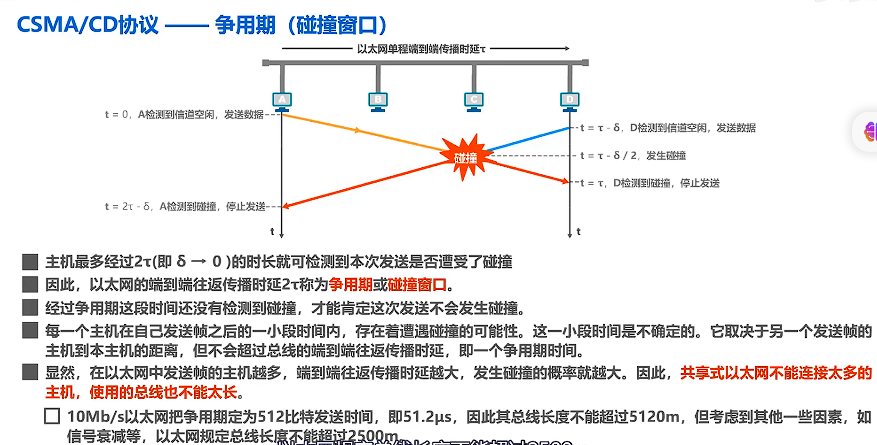 CSMA/CD协议 —— 争用期（碰撞窗口）
以太网单程端到端传播时延τ
A B C D
t = 0，A检测到信道空闲，发送数据
t = τ - δ，D检测到信道空闲，发送数据
碰撞
t = τ - δ / 2，发生碰撞
t = τ，D检测到碰撞，停止发送
t = 2τ - δ，A检测到碰撞，停止发送
t t
主机最多经过2τ(即 δ → 0 )的时长就可检测到本次发送是否遭受了碰撞
因此，以太网的端到端往返传播时延2τ称为争用期或碰撞窗口。
经过争用期这段时间还没有检测到碰撞，才能肯定这次发送不会发生碰撞。
每一个主机在自己发送帧之后的一小段时间内，存在着遭遇碰撞的可能性。这一小段时间是不确定的。它取决于另一个发送帧的
主机到本主机的距离，但不会超过总线的端到端往返传播时延，即一个争用期时间。
显然，在以太网中发送帧的主机越多，端到端往返传播时延越大，发生碰撞的概率就越大。因此，共享式以太网不能连接太多的
主机，使用的总线也不能太长。
10Mb/s以太网把争用期定为512比特发送时间，即51.2μs，因此其总线长度不能超过5120m，但考虑到其他一些因素，如
信号衰减等，以太网规定总线长度不能超过2500m。